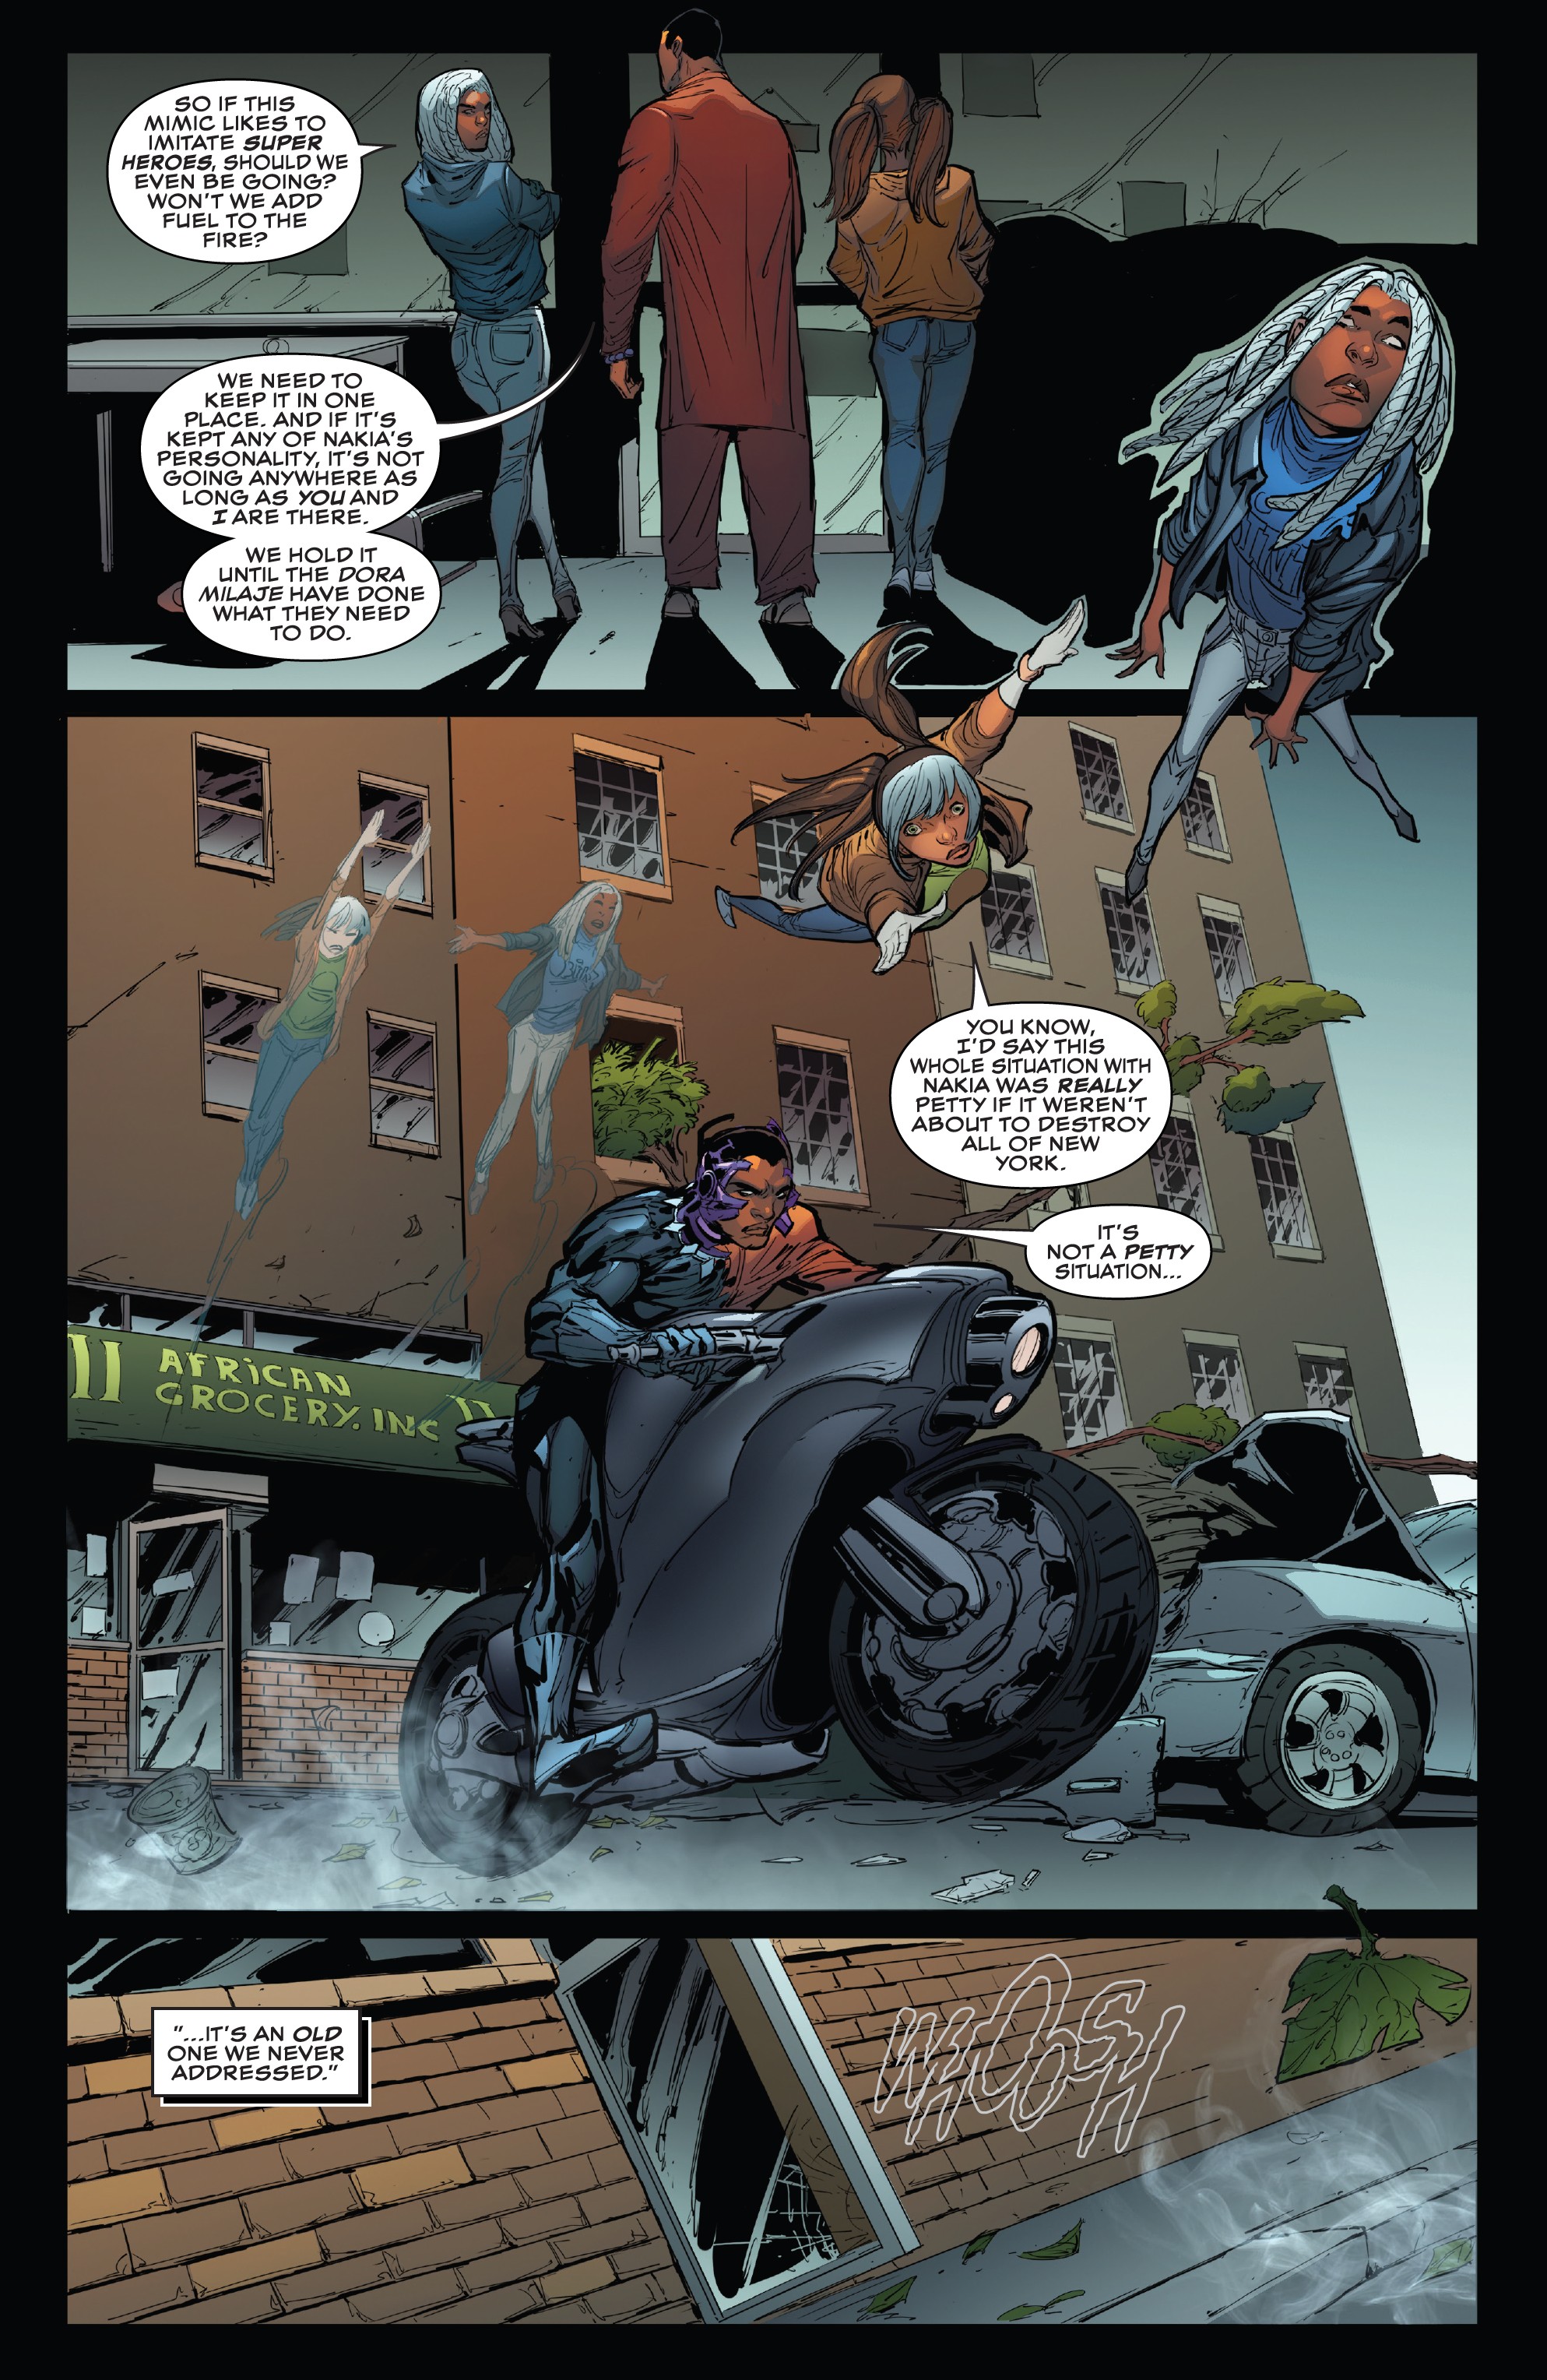 SO IF THIS
MIMIC LIKES TO
IMITATE SUPER
HEROES, SHOULD WE
EVEN BE GOING?
WON'T WE ADD
FUEL TO THE
FIRE?
WE NEED TO
KEEP IT IN ONE
PLACE. AND IF IT'S
KEPT ANY OF NAKIA'S
PERSONALITY, IT'S NOT
GOING ANYWHERE AS
LONG AS YOU AND
I ARE THERE.
WE HOLD IT
UNTIL THE DORA
MILAJE HAVE DONE
WHAT THEY NEED
TO DO.
YOU KNOW,
I'D SAY THIS
WHOLE SITUATION WITH
NAKIA WAS REALLY
PETTY IF IT WEREN'T
ABOUT TO DESTROY
ALL OF NEW
YORK.
IT'S
NOT A PETTY
SITUATION...
AFRICAN
GROCERY. INC
"...IT'S AN OLD
ONE WE NEVER
ADDRESSED."
WHOOSH